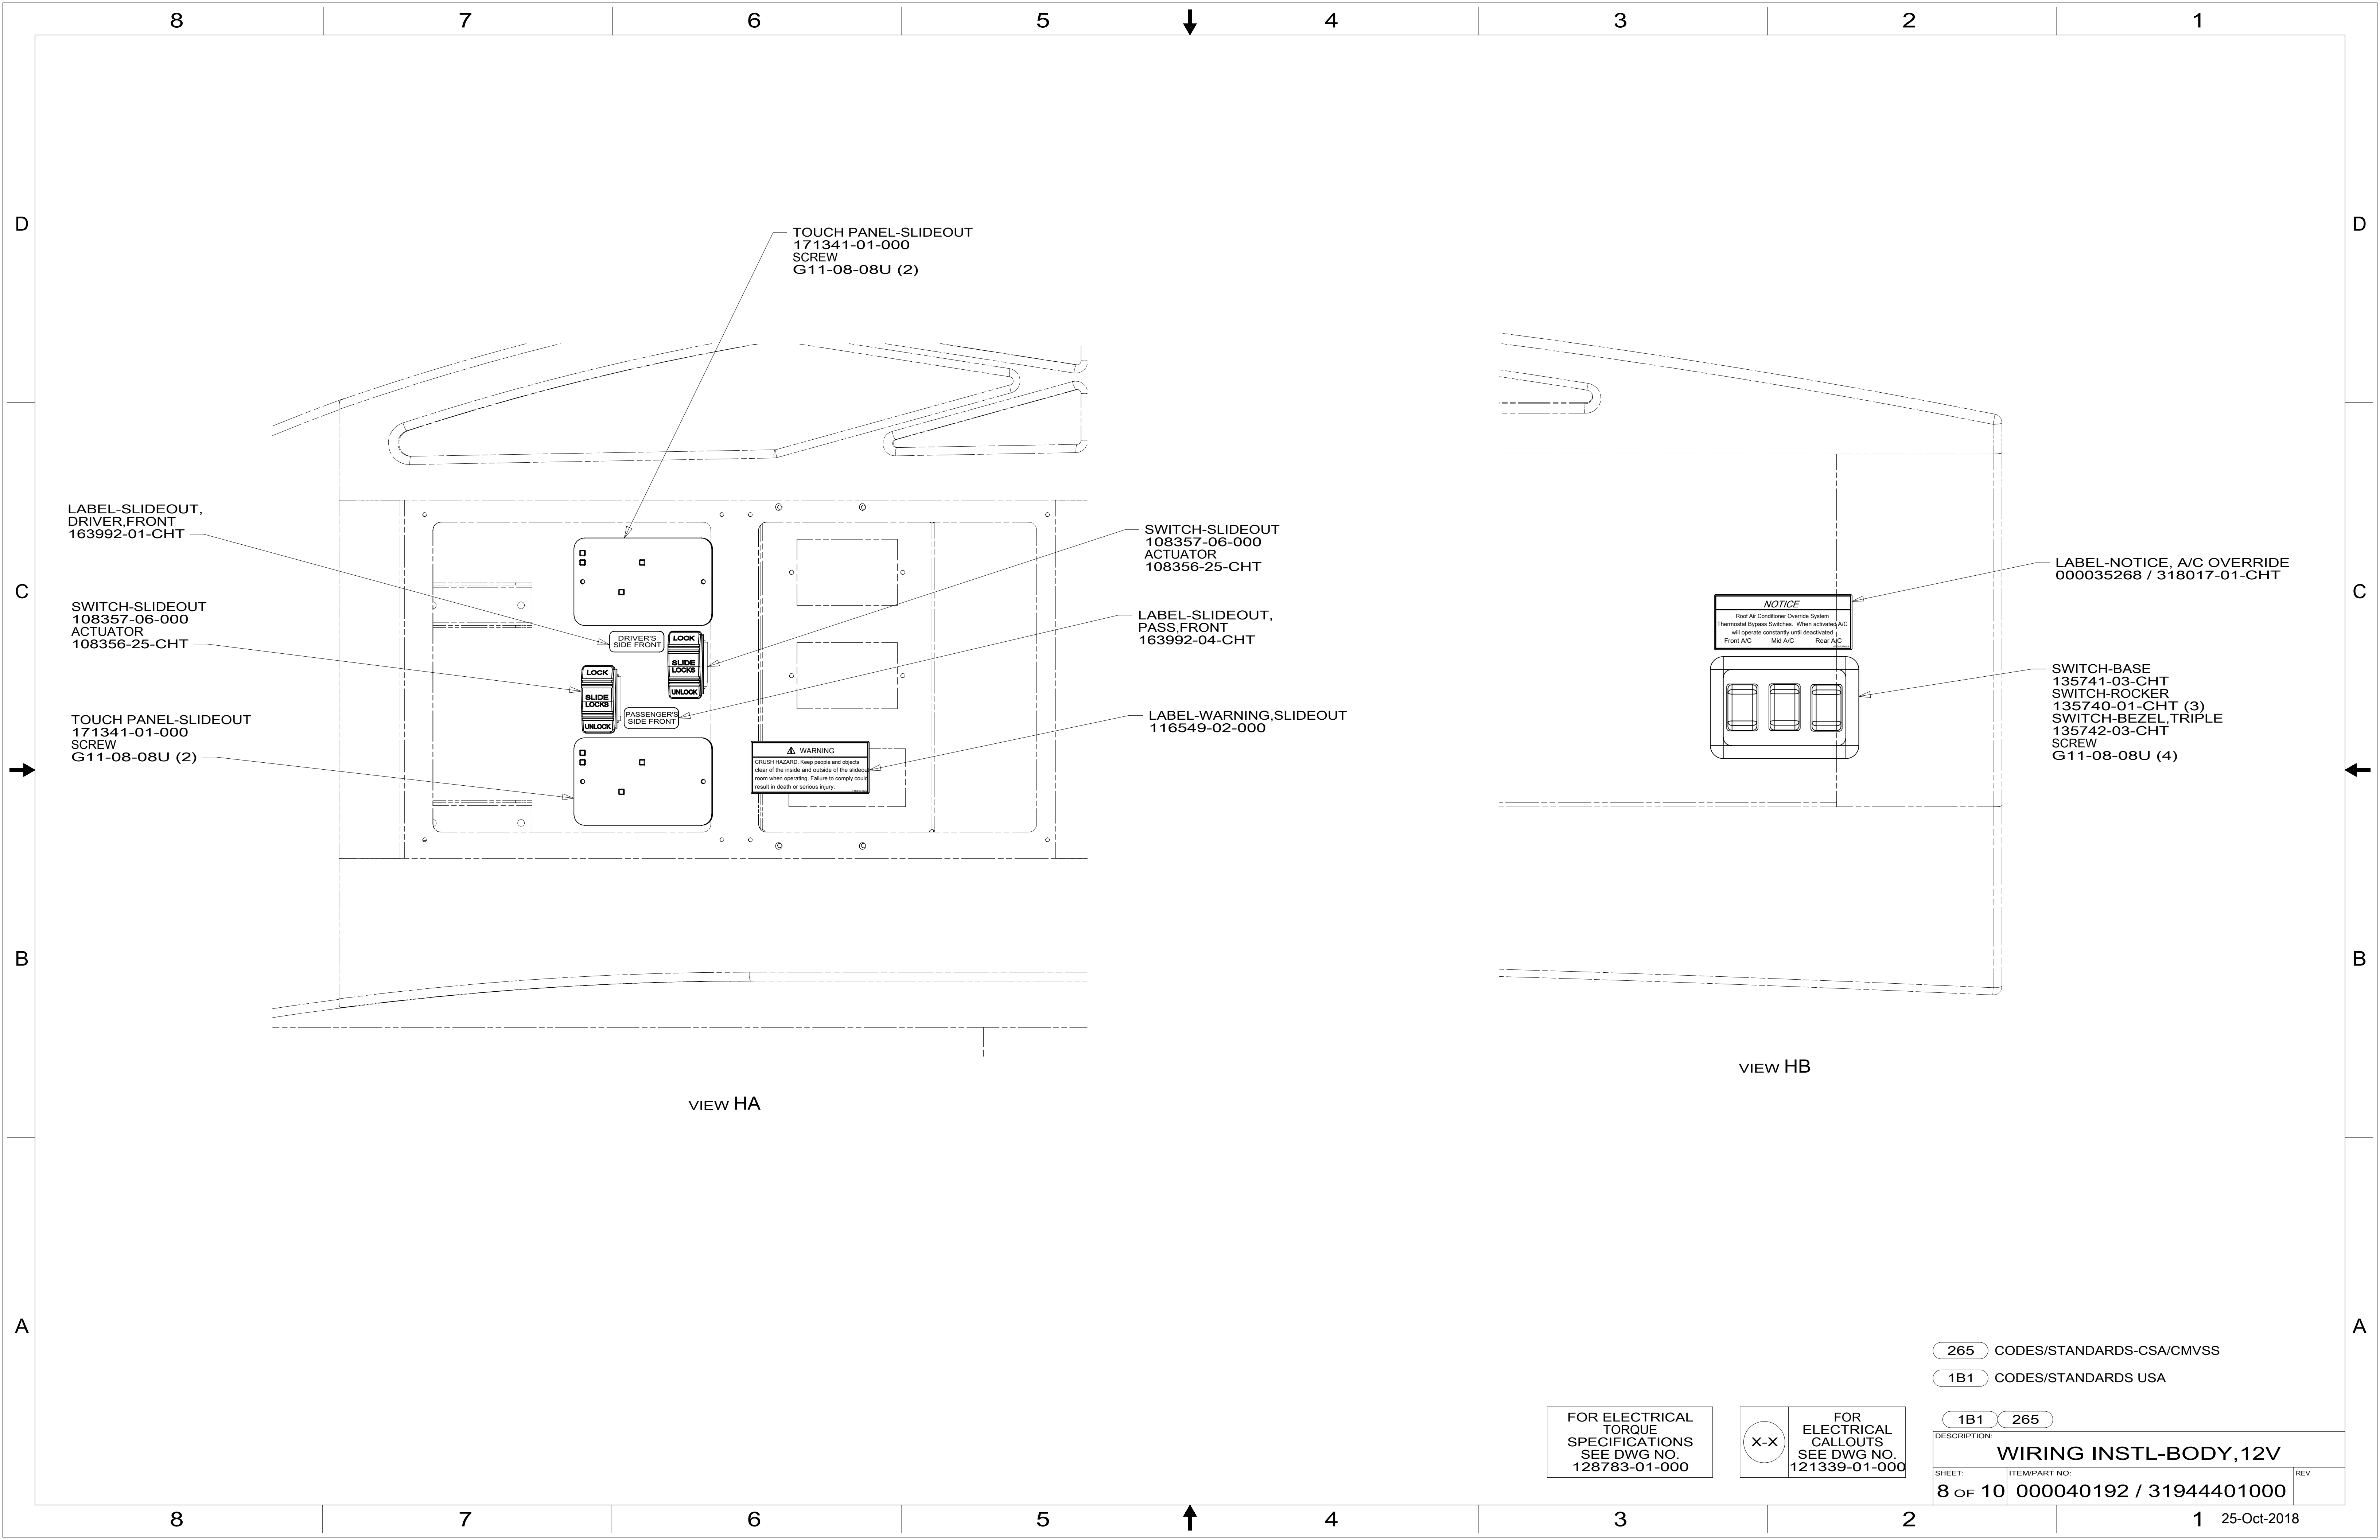 8 7 6 5 4 3 2 1
D
D
TOUCH PANEL-SLIDEOUT
171341-01-000
SCREW
G11-08-08U (2)
LABEL-SLIDEOUT,
DRIVER,FRONT
163992-01-CHT
SWITCH-SLIDEOUT
108357-06-000
ACTUATOR
108356-25-CHT
TOUCH PANEL-SLIDEOUT
171341-01-000
SCREW
G11-08-08U (2)
DRIVER'S
SIDE FRONT
LOCK
SLIDE
LOCKS
UNLOCK
LOCK
SLIDE
LOCKS
UNLOCK
PASSENGER'S
SIDE FRONT
WARNING
CRUSH HAZARD. Keep people and objects
clear of the inside and outside of the slideout
room when operating. Failure to comply could
result in death or serious injury.
SWITCH-SLIDEOUT
108357-06-000
ACTUATOR
108356-25-CHT
LABEL-SLIDEOUT,
PASS,FRONT
163992-04-CHT
LABEL-WARNING,SLIDEOUT
116549-02-000
NOTICE
Roof Air Conditioner Override System
Thermostat Bypass Switches. When activated A/C
will operate constantly until deactivated
Front A/C Mid A/C Rear A/C
LABEL-NOTICE, A/C OVERRIDE
000035268 / 318017-01-CHT
SWITCH-BASE
135741-03-CHT
SWITCH-ROCKER
135740-01-CHT (3)
SWITCH-BEZEL,TRIPLE
135742-03-CHT
SCREW
G11-08-08U (4)
C
C
B
B
VIEW HA
VIEW HB
A
A
265 CODES/STANDARDS-CSA/CMVSS
1B1 CODES/STANDARDS USA
1B1 265
FOR ELECTRICAL
TORQUE
SPECIFICATIONS
SEE DWG NO.
128783-01-000
X-X
FOR
ELECTRICAL
CALLOUTS
SEE DWG NO.
121339-01-000
DESCRIPTION:
WIRING INSTL-BODY,12V
SHEET:
8 OF 10
ITEM/PART NO:
000040192 / 31944401000
REV
8 7 6 5 4 3 2 1
25-Oct-2018